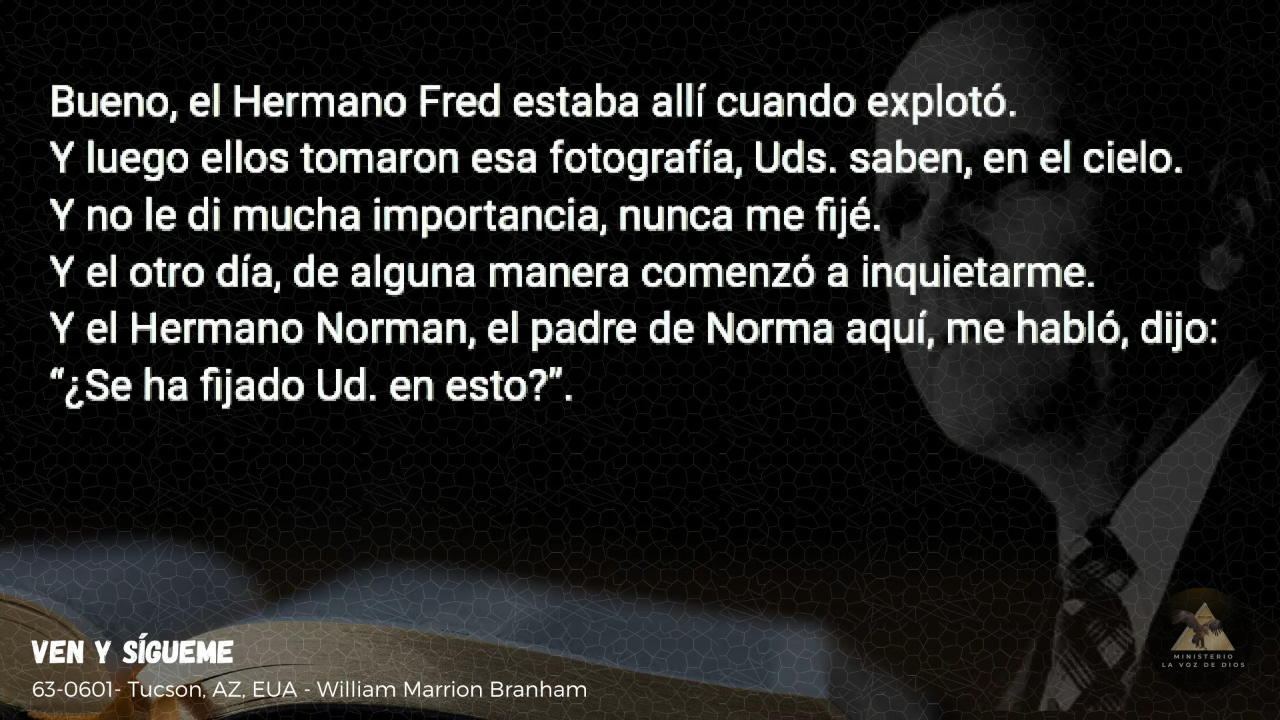 Bueno, el Hermano Fred estaba allí cuando explotó.
Y luego ellos tomaron esa fotografía, Uds. saben, en el cielo.
Y no le di mucha importancia, nunca me fijé.
Y el otro día, de alguna manera comenzó a inquietarme.
Y el Hermano Norman, el padre de Norma aquí, me habló, dijo:
“¿Se ha fijado Ud. en esto?”.
VEN Y SÍGUEME
63-0601- Tucson, AZ, EUA - William Marrion Branham
MINISTERIO
LA VOZ DE DIOS